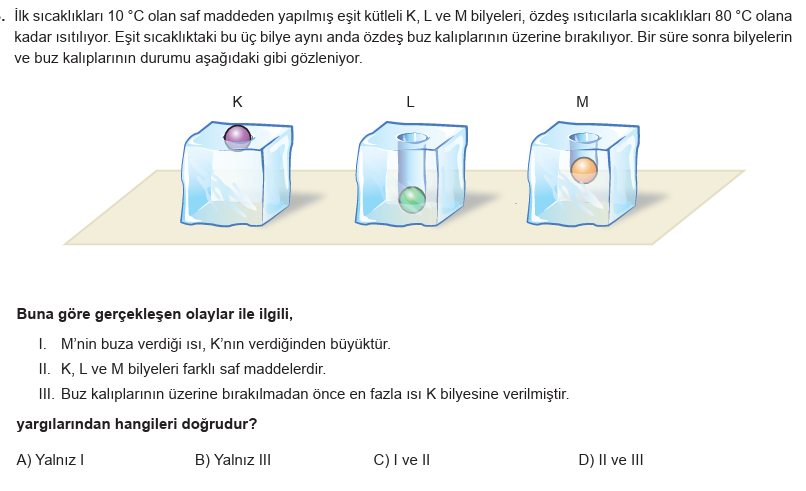 . İlk sıcaklıkları 10 °C olan saf maddeden yapılmış eşit kütleli K, L ve M bilyeleri, özdeş ısıtıcılarla sıcaklıkları 80 °C olana
kadar ısıtılıyor. Eşit sıcaklıktaki bu üç bilye aynı anda özdeş buz kalıplarının üzerine bırakılıyor. Bir süre sonra bilyelerin
ve buz kalıplarının durumu aşağıdaki gibi gözleniyor.
K L M
Buna göre gerçekleşen olaylar ile ilgili,
I. M’nin buza verdiği ısı, K’nın verdiğinden büyüktür.
II. K, L ve M bilyeleri farklı saf maddelerdir.
III. Buz kalıplarının üzerine bırakılmadan önce en fazla ısı K bilyesine verilmiştir.
yargılarından hangileri doğrudur?
A) Yalnız I B) Yalnız III C) I ve II D) II ve III